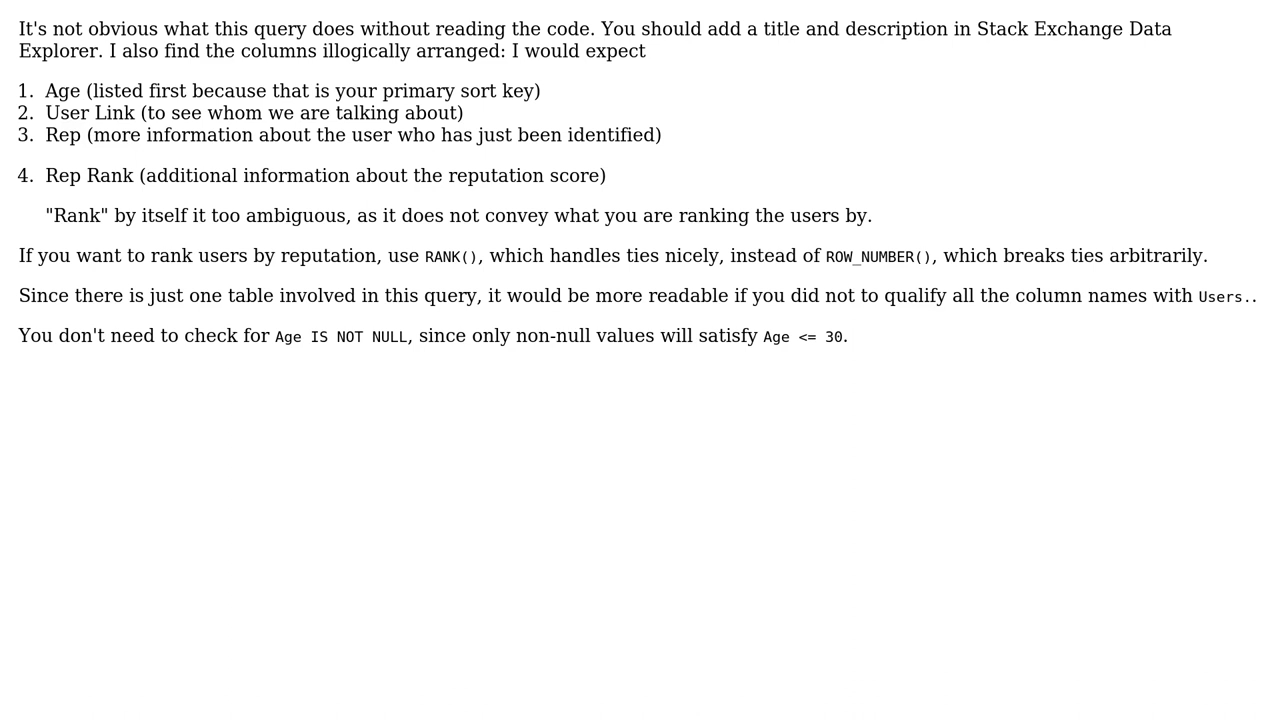 It's not obvious what this query does without reading the code. You should add a title and description in Stack Exchange Data
Explorer. I also find the columns illogically arranged: I would expect
1. Age (listed first because that is your primary sort key)
2. User Link (to see whom we are talking about)
3. Rep (more information about the user who has just been identified)
4. Rep Rank (additional information about the reputation score)
"Rank" by itself it too ambiguous, as it does not convey what you are ranking the users by.
If you want to rank users by reputation, use RANK(), which handles ties nicely, instead of ROW_NUMBER(), which breaks ties arbitrarily.
Since there is just one table involved in this query, it would be more readable if you did not to qualify all the column names with Users..
You don't need to check for Age IS NOT NULL, since only non-null values will satisfy Age <= 30.